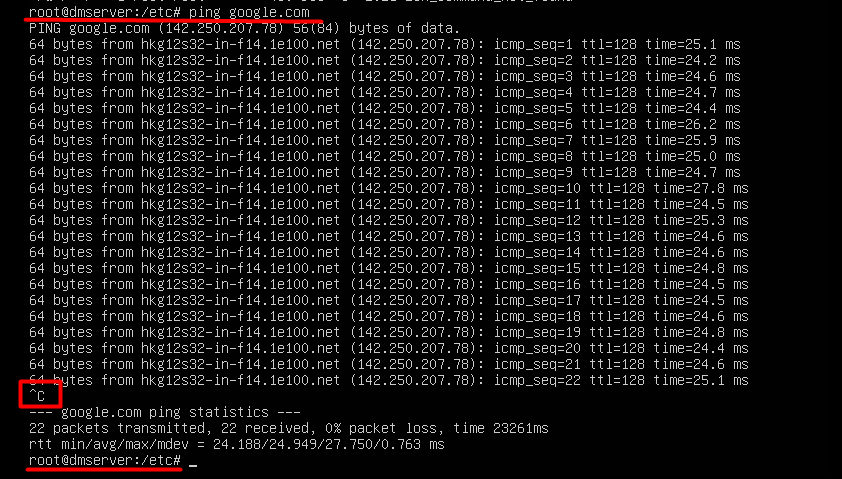 root@dmserver:/etc# ping google.com
PING google.com (142.250.207.78) 56(84) bytes of data.
64 bytes from hkg12s32-in-f14.1e100.net (142.250.207.78): icmp_seq=1 ttl=128 time=25.1 ms
64 bytes from hkg12s32-in-f14.1e100.net (142.250.207.78): icmp_seq=2 ttl=128 time=24.2 ms
64 bytes from hkg12s32-in-f14.1e100.net (142.250.207.78): icmp_seq=3 ttl=128 time=24.6 ms
64 bytes from hkg12s32-in-f14.1e100.net (142.250.207.78): icmp_seq=4 ttl=128 time=24.7 ms
64 bytes from hkg12s32-in-f14.1e100.net (142.250.207.78): icmp_seq=5 ttl=128 time=24.4 ms
64 bytes from hkg12s32-in-f14.1e100.net (142.250.207.78): icmp_seq=6 ttl=128 time=26.2 ms
64 bytes from hkg12s32-in-f14.1e100.net (142.250.207.78): icmp_seq=7 ttl=128 time=25.9 ms
64 bytes from hkg12s32-in-f14.1e100.net (142.250.207.78): icmp_seq=8 ttl=128 time=25.0 ms
64 bytes from hkg12s32-in-f14.1e100.net (142.250.207.78): icmp_seq=9 ttl=128 time=24.7 ms
64 bytes from hkg12s32-in-f14.1e100.net (142.250.207.78): icmp_seq=10 ttl=128 time=27.8 ms
64 bytes from hkg12s32-in-f14.1e100.net (142.250.207.78): icmp_seq=11 ttl=128 time=24.5 ms
64 bytes from hkg12s32-in-f14.1e100.net (142.250.207.78): icmp_seq=12 ttl=128 time=25.3 ms
64 bytes from hkg12s32-in-f14.1e100.net (142.250.207.78): icmp_seq=13 ttl=128 time=24.6 ms
64 bytes from hkg12s32-in-f14.1e100.net (142.250.207.78): icmp_seq=14 ttl=128 time=24.6 ms
64 bytes from hkg12s32-in-f14.1e100.net (142.250.207.78): icmp_seq=15 ttl=128 time=24.8 ms
64 bytes from hkg12s32-in-f14.1e100.net (142.250.207.78): icmp_seq=16 ttl=128 time=24.5 ms
64 bytes from hkg12s32-in-f14.1e100.net (142.250.207.78): icmp_seq=17 ttl=128 time=24.5 ms
64 bytes from hkg12s32-in-f14.1e100.net (142.250.207.78): icmp_seq=18 ttl=128 time=24.6 ms
64 bytes from hkg12s32-in-f14.1e100.net (142.250.207.78): icmp_seq=19 ttl=128 time=24.8 ms
64 bytes from hkg12s32-in-f14.1e100.net (142.250.207.78): icmp_seq=20 ttl=128 time=24.4 ms
64 bytes from hkg12s32-in-f14.1e100.net (142.250.207.78): icmp_seq=21 ttl=128 time=24.6 ms
64 bytes from hkg12s32-in-f14.1e100.net (142.250.207.78): icmp_seq=22 ttl=128 time=25.1 ms
^C
--- google.com ping statistics ---
22 packets transmitted, 22 received, 0% packet loss, time 23261ms
rtt min/avg/max/mdev = 24.188/24.949/27.750/0.763 ms
root@dmserver:/etc# _